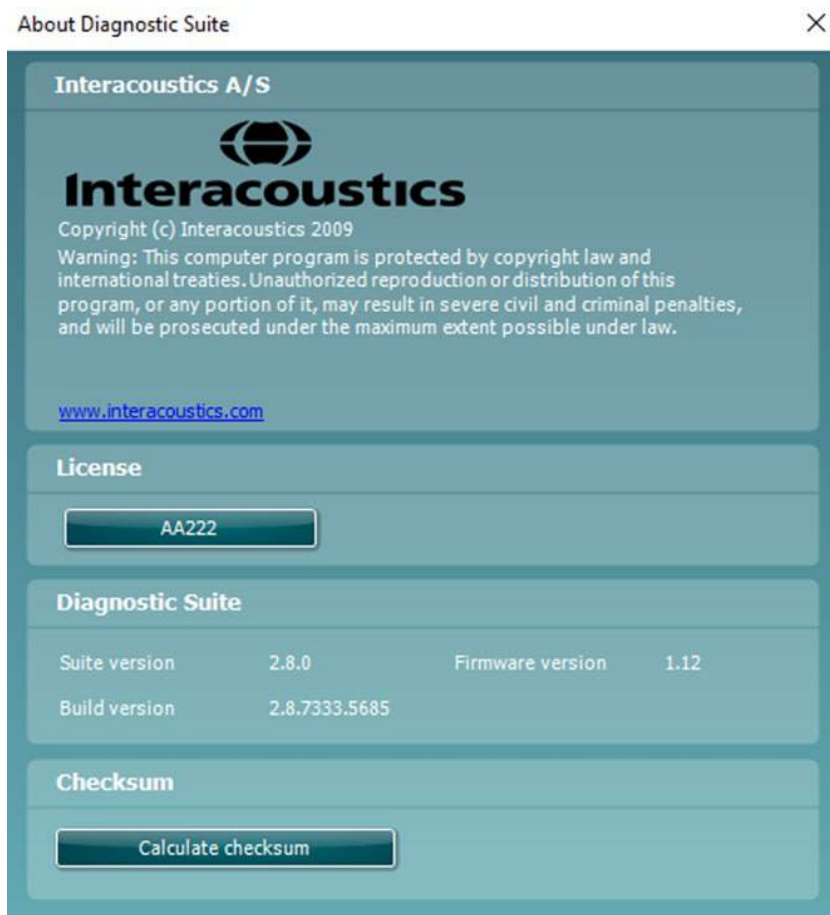 About Diagnostic Suite
Interacoustics A/S
Interacoustics
Copyright (c) Interacoustics 2009
Warning: This computer program is protected by copyright law and
international treaties. Unauthorized reproduction or distribution of this
program, or any portion of it, may result in severe civil and criminal penalties,
and will be prosecuted under the maximum extent possible under law.
www.interacoustics.com
License
AA222
Diagnostic Suite
Suite version 2.8.0 Firmware version 1.12
Build version 2.8.7333.5685
Checksum
Calculate checksum